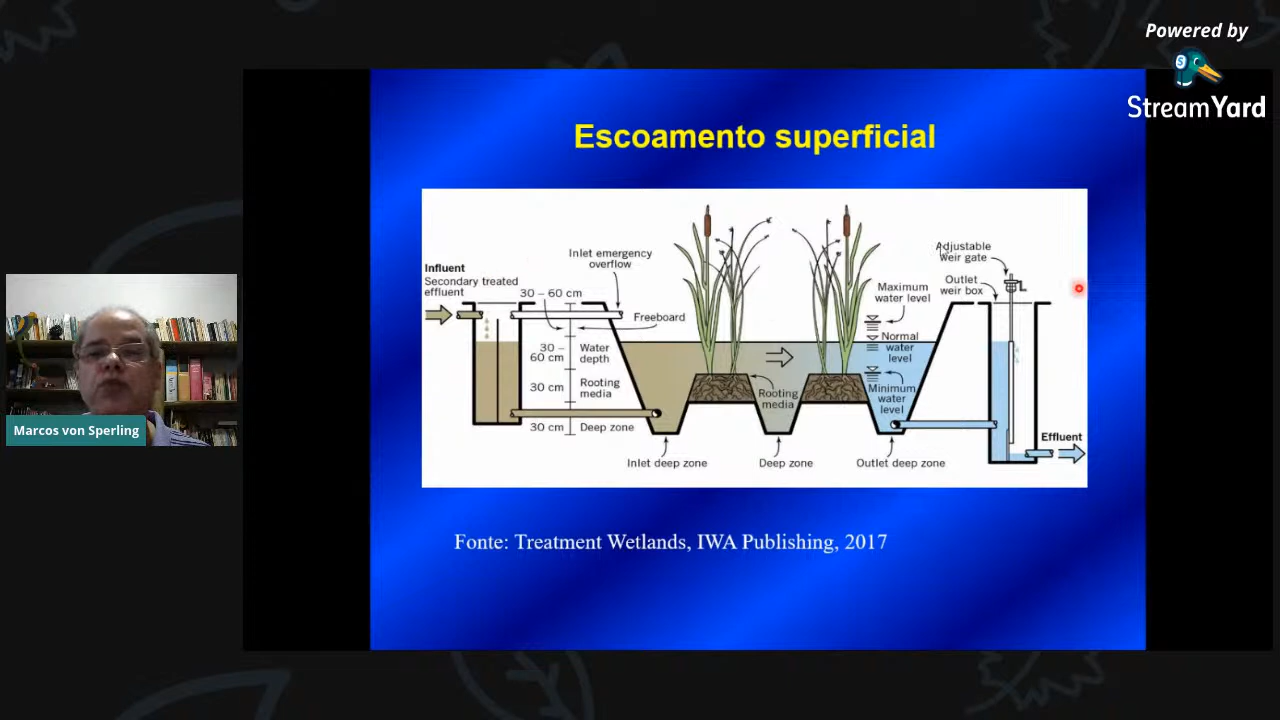 Powered by
StreamYard
Escoamento superficial
Influent
Secondary treated
effluent
Inlet emergency
overflow
30 – 60 cm
Freeboard
30 –
60 cm
Water
depth
30 cm
Rooting
media
30 cm
Deep zone
Inlet deep zone
Rooting
media
Deep zone
Maximum
water level
Normal
water
level
Minimum
water
level
Outlet deep zone
Adjustable
weir gate
Outlet
weir box
Effluent
Marcos von Sperling
Fonte: Treatment Wetlands, IWA Publishing, 2017